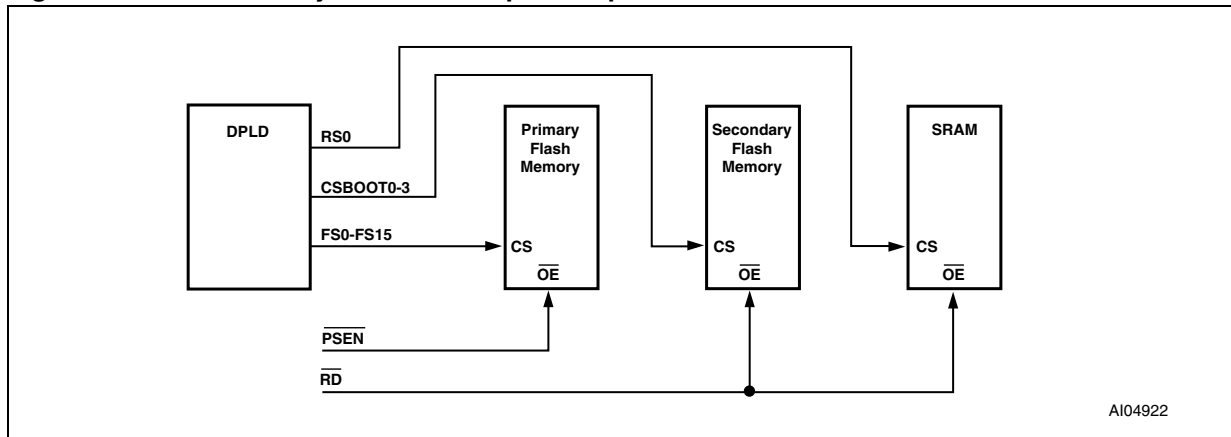 DPLD
RS0
CSBOOT0-3
FS0-FS15
Primary
Flash
Memory
CS
OE
Secondary
Flash
Memory
CS
OE
SRAM
CS
OE
PSEN
RD
AI04922